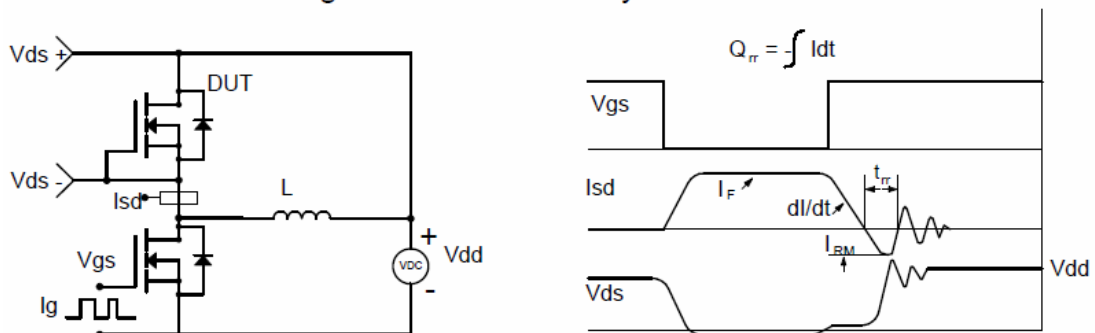 Vds +
DUT
Vds -
Isd
L
Vgs
Ig
+
VDC
-
Vdd
Qrr = -∫ Idt
Vgs
Isd
IF
dI/dt
trr
IRM
Vds
Vdd